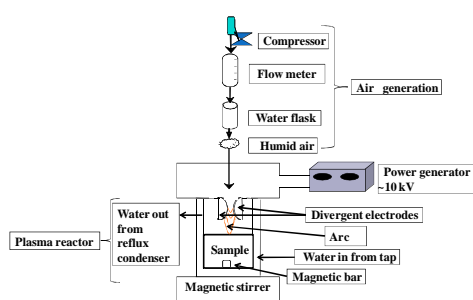 Compressor
Flow meter
Air generation
Water flask
Humid air
Power generator
~10 kV
Water out
from
reflux
condenser
Divergent electrodes
Arc
Plasma reactor
Sample
Water in from tap
Magnetic bar
Magnetic stirrer